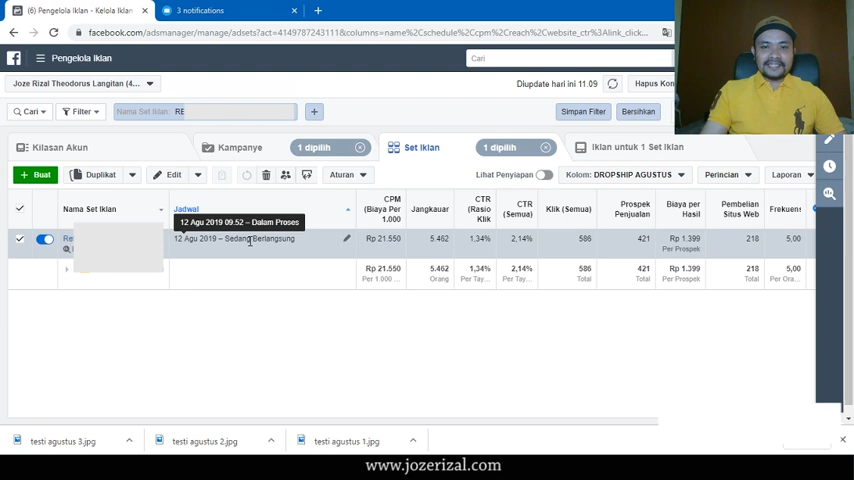 (6) Pengelola Iklan - Kelola Iklan
3 notifications
facebook.com/adsmanager/manage/adsets?act=4149787243111&columns=name%2Cschedule%2Ccpm%2Creach%2Cwebsite_ctr%3Alink_click...
Pengelola Iklan
Cari
Joze Rizal Theodorus Langitan (4...
Diupdate hari ini 11.09
Hapus Kon
Cari
Filter
Nama Set Iklan: RE
Simpan Filter
Bersihkan
Kilasan Akun
Kampanye
1 dipilih
Set Iklan
1 dipilih
Iklan untuk 1 Set Iklan
Buat
Duplikat
Edit
Aturan
Lihat Penyiapan
Kolom: DROPSHIP AGUSTUS
Perincian
Laporan
Nama Set Iklan
Jadwal
CPM (Biaya Per 1.000
Jangkauar
CTR (Rasio Klik
CTR (Semua)
Klik (Semua)
Prospek Penjualan
Biaya per Hasil
Pembelian Situs Web
Frekuens
12 Agu 2019 09.52 – Dalam Proses
Re
12 Agu 2019 – Sedang Berlangsung
Rp 21.550
5.462
1,34%
2,14%
586
421
Rp 1.399
Per Prospek
218
5,00
Rp 21.550
Per 1.000 ...
5.462
Orang
1,34%
Per Tay...
2,14%
Per Tay...
586
Total
421
Total
Rp 1.399
Per Prospek
218
Total
5,00
Per Ora...
testi agustus 3.jpg
testi agustus 2.jpg
testi agustus 1.jpg
www.jozerizal.com